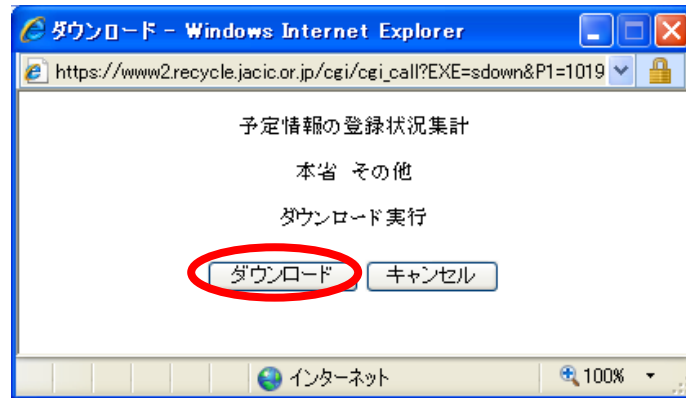 ダウンロード - Windows Internet Explorer
https://www2.recycle.jacic.or.jp/cgi/cgi_call?EXE=sdown&P1=1019
予定情報の登録状況集計
本省 その他
ダウンロード実行
ダウンロード キャンセル
インターネット 100%